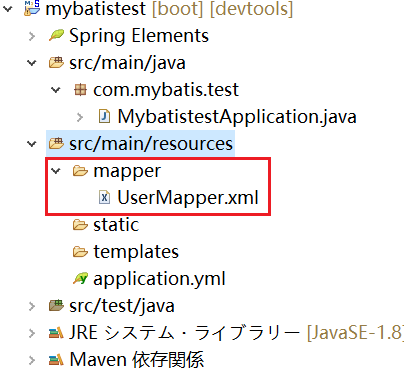 mybatistest [boot] [devtools]
Spring Elements
src/main/java
com.mybatis.test
MybatistestApplication.java
src/main/resources
mapper
UserMapper.xml
static
templates
application.yml
src/test/java
JRE システム・ライブラリー [JavaSE-1.8]
Maven 依存関係